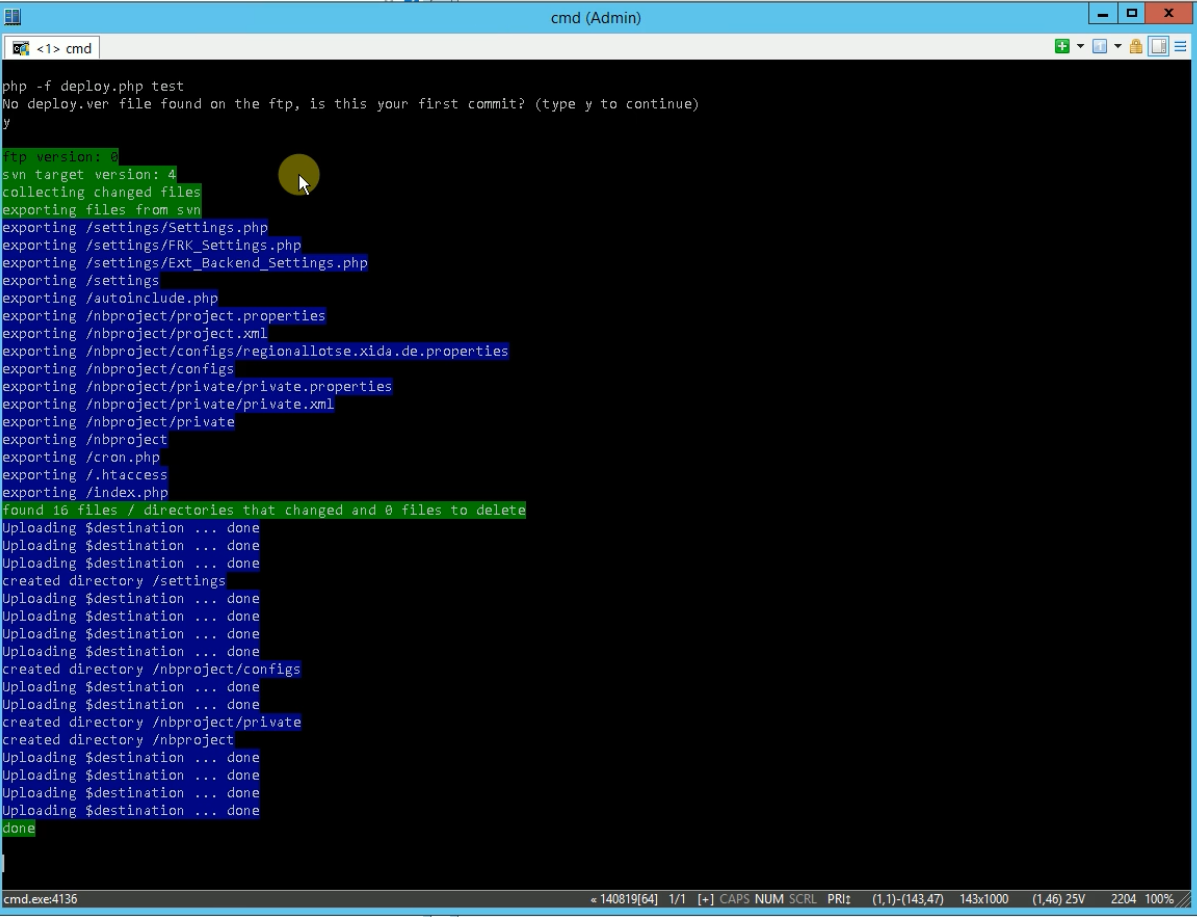 cmd (Admin)
<1> cmd
php -f deploy.php test
No deploy.ver file found on the ftp, is this your first commit? (type y to continue)
y
ftp version: 0
svn target version: 4
collecting changed files
exporting files from svn
exporting /settings/Settings.php
exporting /settings/FRK_Settings.php
exporting /settings/Ext_Backend_Settings.php
exporting /settings
exporting /autoinclude.php
exporting /nbproject/project.properties
exporting /nbproject/project.xml
exporting /nbproject/configs/regionallotse.xida.de.properties
exporting /nbproject/configs
exporting /nbproject/private/private.properties
exporting /nbproject/private/private.xml
exporting /nbproject/private
exporting /nbproject
exporting /cron.php
exporting /.htaccess
exporting /index.php
found 16 files / directories that changed and 0 files to delete
Uploading $destination ... done
Uploading $destination ... done
Uploading $destination ... done
created directory /settings
Uploading $destination ... done
Uploading $destination ... done
Uploading $destination ... done
Uploading $destination ... done
created directory /nbproject/configs
Uploading $destination ... done
Uploading $destination ... done
created directory /nbproject/private
created directory /nbproject
Uploading $destination ... done
Uploading $destination ... done
Uploading $destination ... done
Uploading $destination ... done
done
cmd.exe:4136 « 140819[64] 1/1 [+] CAPS NUM SCRL PRI↕ (1,1)-(143,47) 143x1000 (1,46) 25V 2204 100%